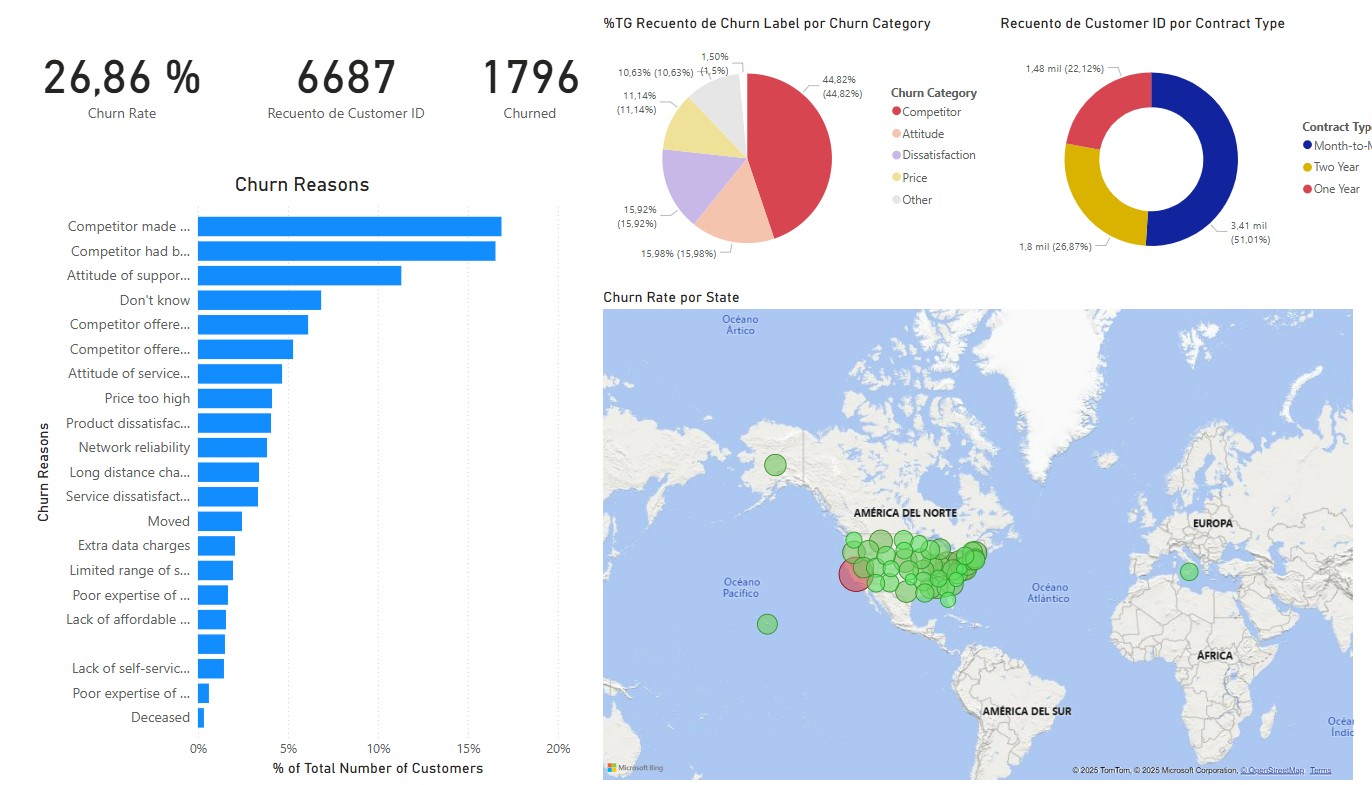 26,86 %
Churn Rate
6687
Recuento de Customer ID
1796
Churned
%TG Recuento de Churn Label por Churn Category
1,50%
(1,5%)
10,63% (10,63%)
11,14%
(11,14%)
15,92%
(15,92%)
15,98% (15,98%)
44,82%
(44,82%)
Churn Category
Competitor
Attitude
Dissatisfaction
Price
Other
Recuento de Customer ID por Contract Type
1,48 mil (22,12%)
1,8 mil (26,87%)
3,41 mil
(51,01%)
Contract Typ
Month-to-M
Two Year
One Year
Churn Reasons
Churn Reasons
Competitor made ...
Competitor had b...
Attitude of suppor...
Don't know
Competitor offere...
Competitor offere...
Attitude of service...
Price too high
Product dissatisfac...
Network reliability
Long distance cha...
Service dissatisfact...
Moved
Extra data charges
Limited range of s...
Poor expertise of ...
Lack of affordable ...
Lack of self-servic...
Poor expertise of ...
Deceased
0%
5%
10%
15%
20%
% of Total Number of Customers
Churn Rate por State
Océano
Ártico
AMÉRICA DEL NORTE
EUROPA
Océano
Pacífico
Océano
Atlántico
ÁFRICA
AMÉRICA DEL SUR
Océa
Índic
Microsoft Bing
© 2025 TomTom, © 2025 Microsoft Corporation, © OpenStreetMap Terms